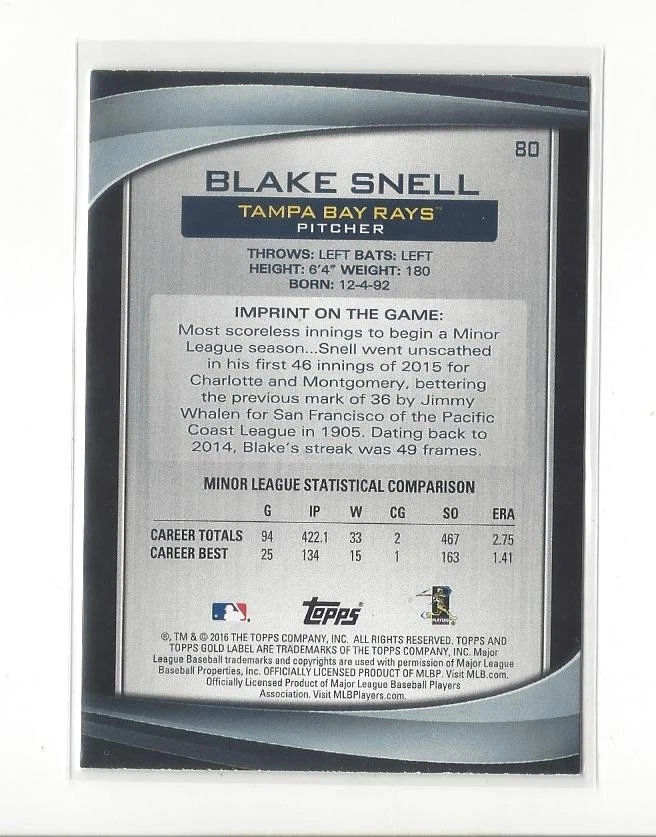 80
BLAKE SNELL
TAMPA BAY RAYS™
PITCHER
THROWS: LEFT BATS: LEFT
HEIGHT: 6'4" WEIGHT: 180
BORN: 12-4-92
IMPRINT ON THE GAME:
Most scoreless innings to begin a Minor
League season...Snell went unscathed
in his first 46 innings of 2015 for
Charlotte and Montgomery, bettering
the previous mark of 36 by Jimmy
Whalen for San Francisco of the Pacific
Coast League in 1905. Dating back to
2014, Blake's streak was 49 frames.
MINOR LEAGUE STATISTICAL COMPARISON
G IP W CG SO ERA
CAREER TOTALS 94 422.1 33 2 467 2.75
CAREER BEST 25 134 15 1 163 1.41
topps
PLAYERS
®, TM & © 2016 THE TOPPS COMPANY, INC. ALL RIGHTS RESERVED. TOPPS AND
TOPPS GOLD LABEL ARE TRADEMARKS OF THE TOPPS COMPANY, INC. Major
League Baseball trademarks and copyrights are used with permission of Major League
Baseball Properties, Inc. OFFICIALLY LICENSED PRODUCT OF MLBP. Visit MLB.com.
Officially Licensed Product of Major League Baseball Players
Association. Visit MLBPlayers.com.